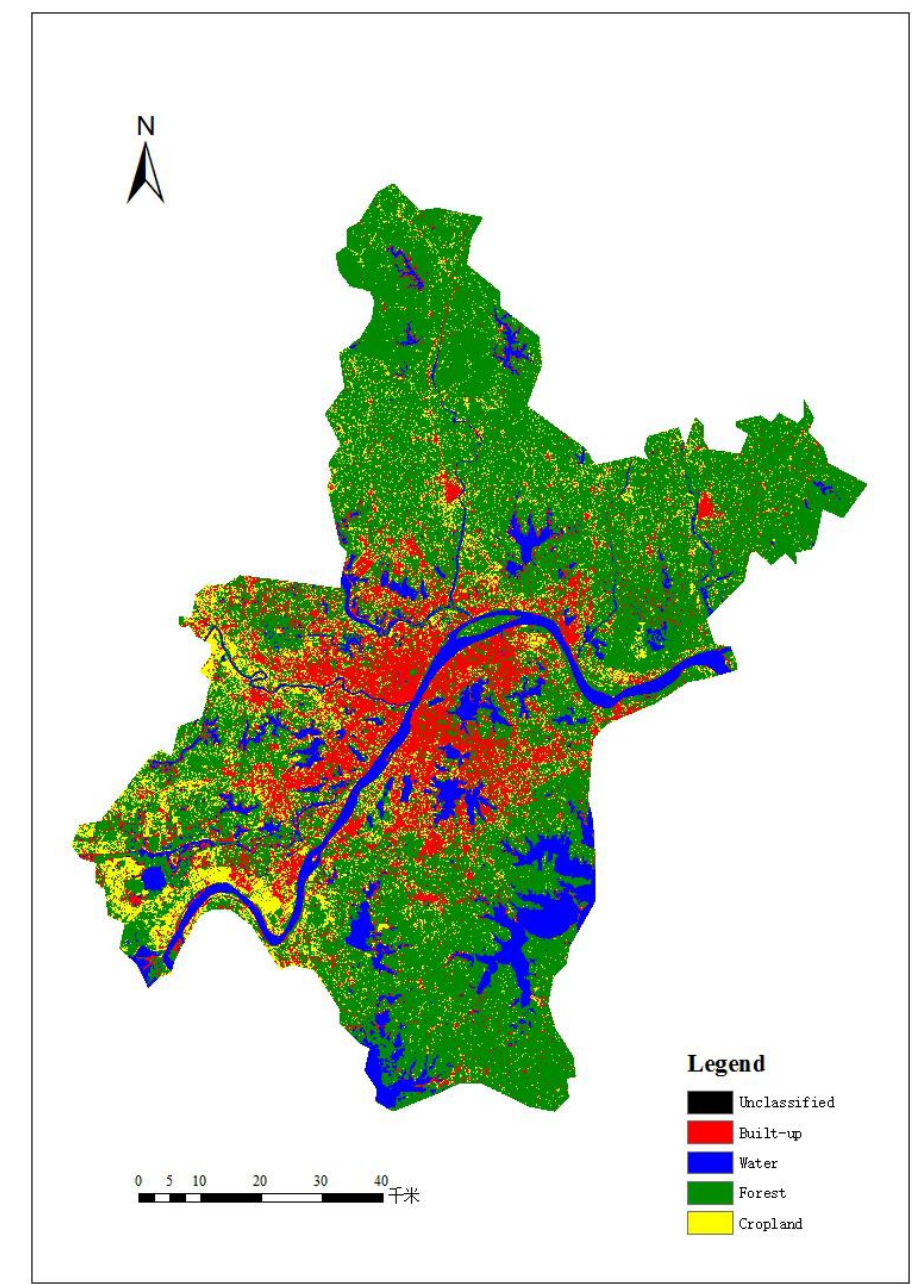 N
Legend
Unclassified
Built-up
Water
Forest
Cropland
0 5 10 20 30 40
千米